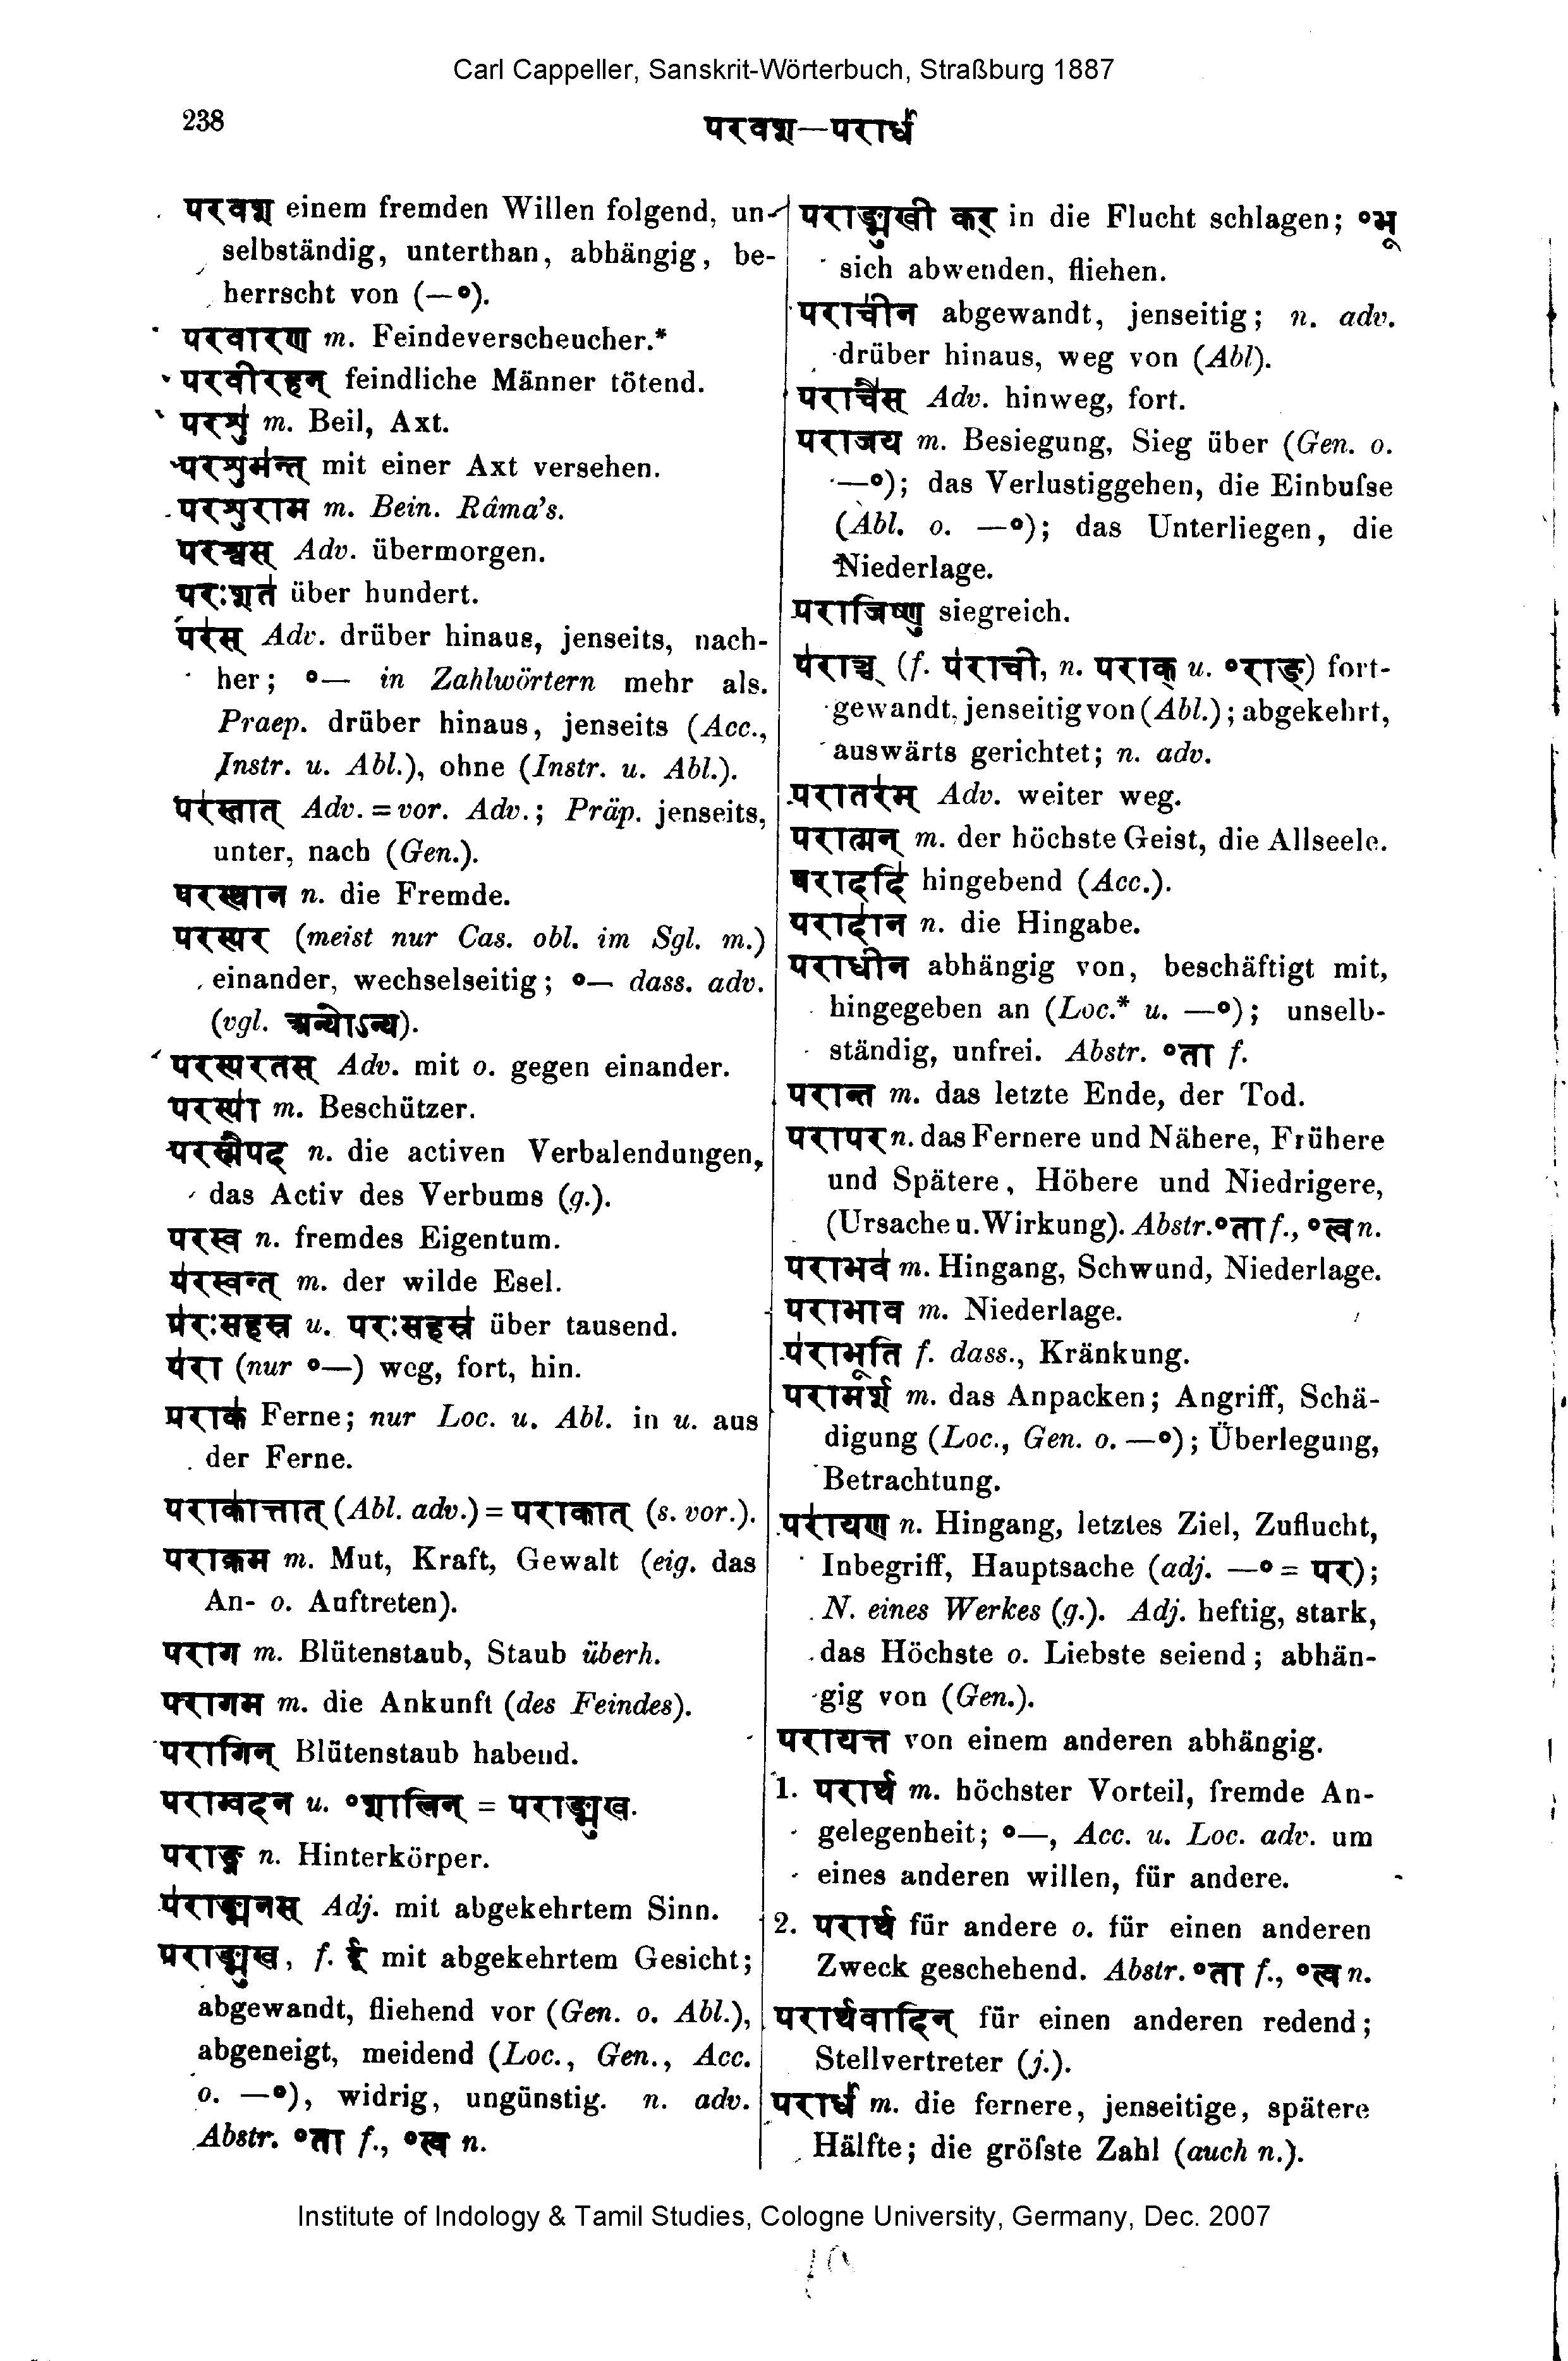 Carl Cappeller, Sanskrit-Wörterbuch, Straßburg 1887
238
परवश—परार्ध॑
परवश einem fremden Willen folgend, un-
selbständig, unterthan, abhängig, be-
herrscht von (—°).
परवारण m. Feindeverscheucher.*
परवीरहन् feindliche Männer tötend.
परशु॑ m. Beil, Axt.
परशुम॑न्त् mit einer Axt versehen.
परशुराम m. Bein. Râma's.
परश्वस् Adv. übermorgen.
परःशत॑ über hundert.
पर॑स् Adv. drüber hinaus, jenseits, nach-
her; °— in Zahlwörtern mehr als.
Praep. drüber hinaus, jenseits (Acc.,
Instr. u. Abl.), ohne (Instr. u. Abl.).
पर॑स्तात् Adv. = vor. Adv.; Präp. jenseits,
unter, nach (Gen.).
परस्थान n. die Fremde.
परस्पर (meist nur Cas. obl. im Sgl. m.)
einander, wechselseitig; °— dass. adv.
(vgl. अन्योऽन्य).
परस्परतस् Adv. mit o. gegen einander.
परस्पा॑ m. Beschützer.
परस्मैपद n. die activen Verbalendungen,
das Activ des Verbums (g.).
परस्व n. fremdes Eigentum.
प॑रस्वन्त् m. der wilde Esel.
प॑रःसहस्र u. परःसहस्र॑ über tausend.
प॑रा (nur °—) weg, fort, hin.
पराक॑ Ferne; nur Loc. u. Abl. in u. aus
der Ferne.
पराका॑त्तात् (Abl. adv.) = पराकात् (s. vor.).
पराक्रम m. Mut, Kraft, Gewalt (eig. das
An- o. Auftreten).
पराग m. Blütenstaub, Staub überh.
परागम m. die Ankunft (des Feindes).
परागिन् Blütenstaub habend.
पराग्वदन u. °शालिन् = पराङ्मुख.
पराङ्ग n. Hinterkörper.
प॑राङ्मनस् Adj. mit abgekehrtem Sinn.
पराङ्मुख, f. ई mit abgekehrtem Gesicht;
abgewandt, fliehend vor (Gen. o. Abl.),
abgeneigt, meidend (Loc., Gen., Acc.
o. —°), widrig, ungünstig. n. adv.
Abstr. °ता f., °त्व n.
पराङ्मुखी कर् in die Flucht schlagen; °भू
sich abwenden, fliehen.
पराची॑न abgewandt, jenseitig; n. adv.
drüber hinaus, weg von (Abl).
पराचै॑स् Adv. hinweg, fort.
पराजय m. Besiegung, Sieg über (Gen. o.
—°); das Verlustiggehen, die Einbuſse
(Abl. o. —°); das Unterliegen, die
Niederlage.
पराजिष्णु siegreich.
प॑राञ्च् (f. प॑राची, n. पराक् u. °राङ्) fort-
gewandt, jenseitig von (Abl.); abgekehrt,
auswärts gerichtet; n. adv.
परातर॑म् Adv. weiter weg.
परात्मन् m. der höchste Geist, die Allseele.
पराददि॑ hingebend (Acc.).
परादा॑न n. die Hingabe.
पराधीन abhängig von, beschäftigt mit,
hingegeben an (Loc.* u. —°); unselb-
ständig, unfrei. Abstr. °ता f.
परान्त m. das letzte Ende, der Tod.
परापर n. das Fernere und Nähere, Frühere
und Spätere, Höhere und Niedrigere,
(Ursache u. Wirkung). Abstr. °ता f., °त्व n.
पराभव॑ m. Hingang, Schwund, Niederlage.
पराभाव m. Niederlage.
प॑राभूति f. dass., Kränkung.
परामर्श॑ m. das Anpacken; Angriff, Schä-
digung (Loc., Gen. o. —°); Überlegung,
Betrachtung.
परा॑यण n. Hingang, letztes Ziel, Zuflucht,
Inbegriff, Hauptsache (adj. —° = पर);
N. eines Werkes (g.). Adj. heftig, stark,
das Höchste o. Liebste seiend; abhän-
gig von (Gen.).
परायत्त von einem anderen abhängig.
1. परार्थ m. höchster Vorteil, fremde An-
gelegenheit; °—, Acc. u. Loc. adv. um
eines anderen willen, für andere.
2. परार्थ für andere o. für einen anderen
Zweck geschehend. Abstr. °ता f., °त्व n.
परार्थवादिन् für einen anderen redend;
Stellvertreter (j.).
परार्ध॑ m. die fernere, jenseitige, spätere
Hälfte; die gröſste Zahl (auch n.).
Institute of Indology & Tamil Studies, Cologne University, Germany, Dec. 2007